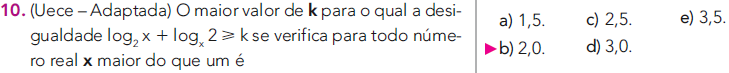 10. (Uece – Adaptada) O maior valor de k para o qual a desi-
gualdade log₂ x + logₓ 2 ⩾ k se verifica para todo núme-
ro real x maior do que um é
a) 1,5.
▶b) 2,0.
c) 2,5.
d) 3,0.
e) 3,5.